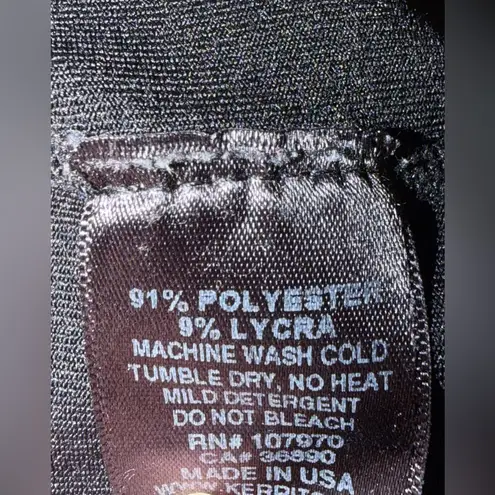 91% POLYESTER
9% LYCRA
MACHINE WASH COLD
TUMBLE DRY, NO HEAT
MILD DETERGENT
DO NOT BLEACH
RN# 107970
CA# 36890
MADE IN USA